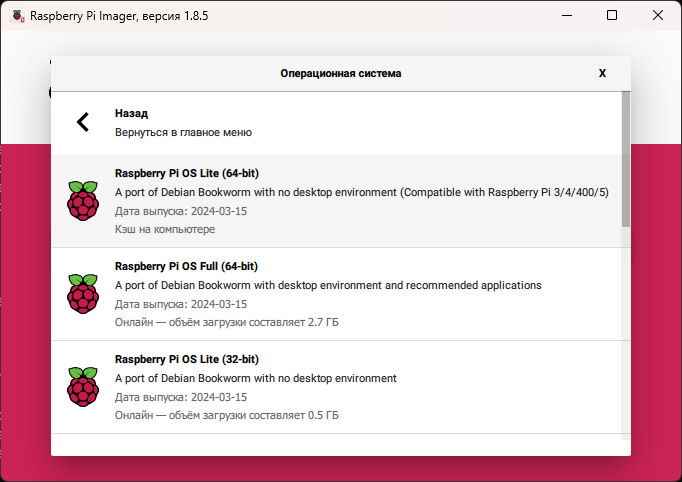 Raspberry Pi Imager, версия 1.8.5
Операционная система
X
Назад
Вернуться в главное меню
Raspberry Pi OS Lite (64-bit)
A port of Debian Bookworm with no desktop environment (Compatible with Raspberry Pi 3/4/400/5)
Дата выпуска: 2024-03-15
Кэш на компьютере
Raspberry Pi OS Full (64-bit)
A port of Debian Bookworm with desktop environment and recommended applications
Дата выпуска: 2024-03-15
Онлайн — объём загрузки составляет 2.7 ГБ
Raspberry Pi OS Lite (32-bit)
A port of Debian Bookworm with no desktop environment
Дата выпуска: 2024-03-15
Онлайн — объём загрузки составляет 0.5 ГБ